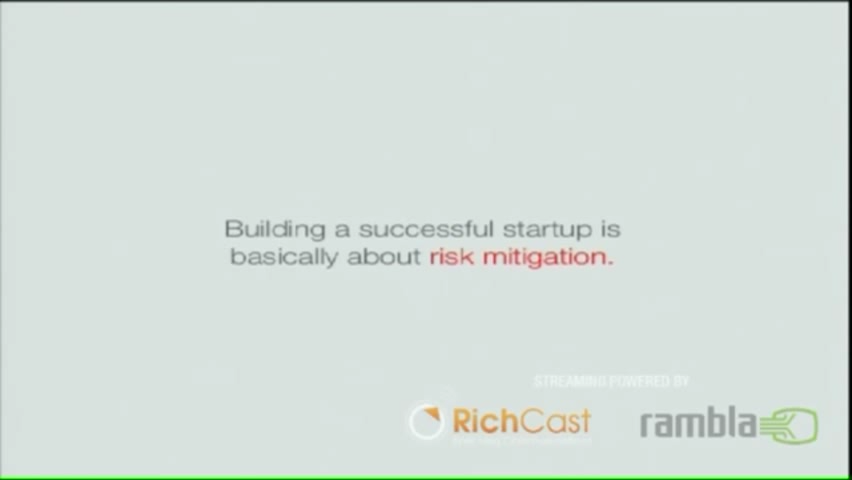 Building a successful startup is
basically about risk mitigation.
STREAMING POWERED BY
RichCast
rambla